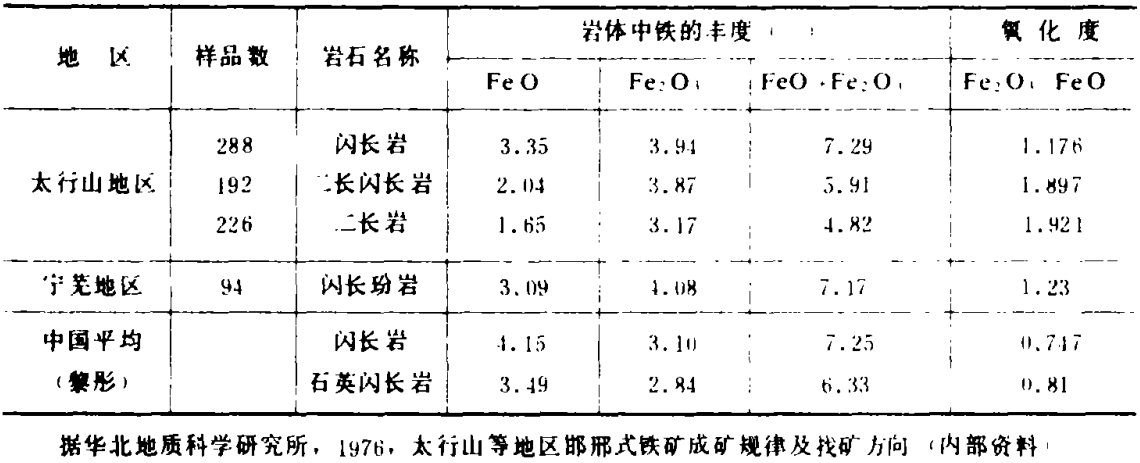 地 区 样品数 岩石名称 岩体中铁的丰度 氧化度
FeO Fe2O3 FeO+Fe2O3 Fe2O3 FeO
288 闪长岩 3.35 3.94 7.29 1.176
太行山地区 192 二长闪长岩 2.04 3.87 5.91 1.897
226 二长岩 1.65 3.17 4.82 1.921
宁芜地区 94 闪长玢岩 3.09 4.08 7.17 1.23
中国平均 闪长岩 4.15 3.10 7.25 0.747
(黎彤) 石英闪长岩 3.49 2.84 6.33 0.81
据华北地质科学研究所，1976，太行山等地区邯邢式铁矿成矿规律及找矿方向（内部资料）